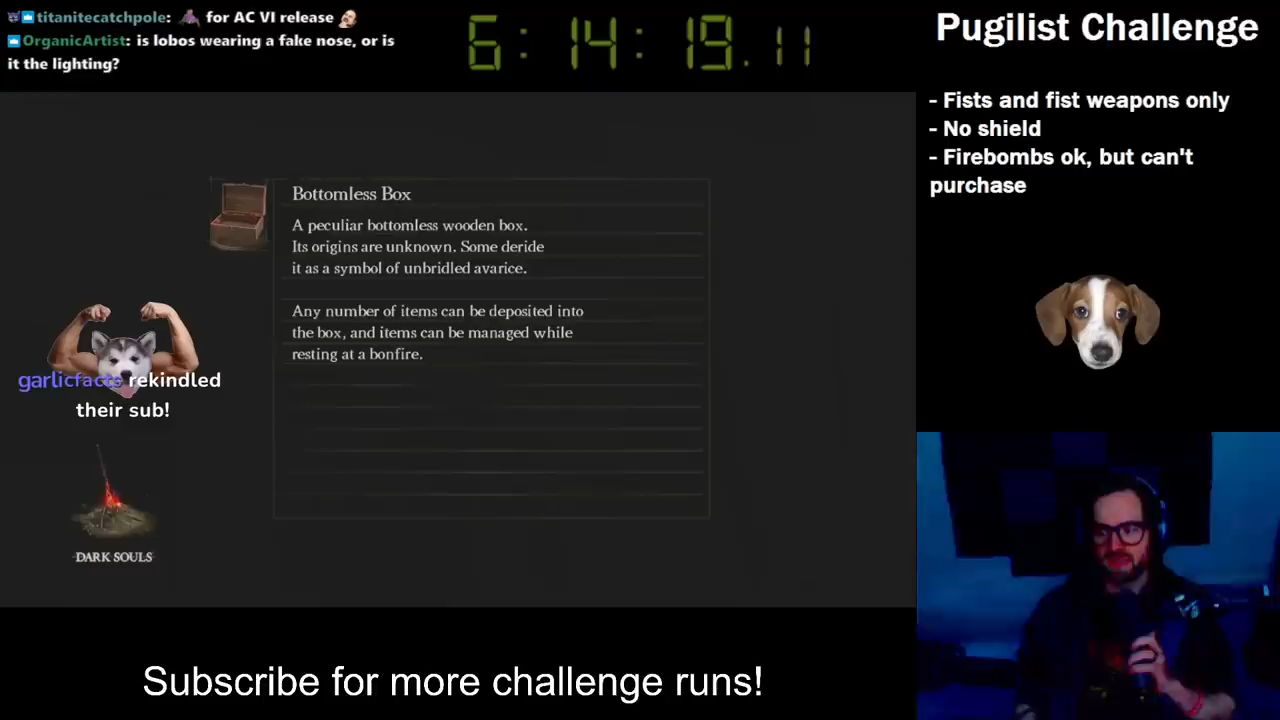 titanitecatchpole: for AC VI release
OrganicArtist: is lobos wearing a fake nose, or is
it the lighting?
6:14:19.11
Pugilist Challenge
- Fists and fist weapons only
- No shield
- Firebombs ok, but can't
purchase
Bottomless Box
A peculiar bottomless wooden box.
Its origins are unknown. Some deride
it as a symbol of unbridled avarice.
Any number of items can be deposited into
the box, and items can be managed while
resting at a bonfire.
garlicfacts rekindled
their sub!
DARK SOULS
Subscribe for more challenge runs!